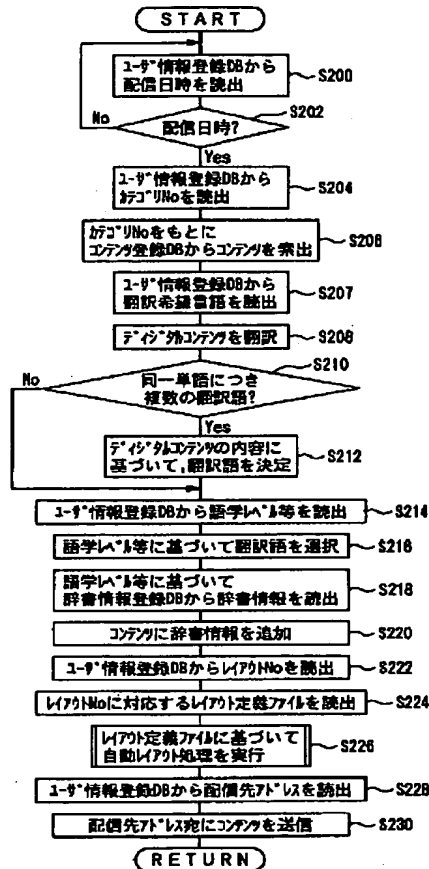 START
ユーザ情報登録DBから
配信日時を読出
S200
No
配信日時?
S202
Yes
ユーザ情報登録DBから
カテゴリNoを読出
S204
カテゴリNoをもとに
コンテンツ登録DBからコンテンツを索出
S206
ユーザ情報登録DBから
翻訳希望言語を読出
S207
ディジタルコンテンツを翻訳
S208
S210
No
同一単語につき
複数の翻訳語?
Yes
ディジタルコンテンツの内容に
基づいて,翻訳語を決定
S212
ユーザ情報登録DBから語学レベル等を読出
S214
語学レベル等に基づいて翻訳語を選択
S216
語学レベル等に基づいて
辞書情報登録DBから辞書情報を読出
S218
コンテンツに辞書情報を追加
S220
ユーザ情報登録DBからレイアウトNoを読出
S222
レイアウトNoに対応するレイアウト定義ファイルを読出
S224
レイアウト定義ファイルに基づいて
自動レイアウト処理を実行
S226
ユーザ情報登録DBから配信先アドレスを読出
S228
配信先アドレス宛にコンテンツを送信
S230
RETURN